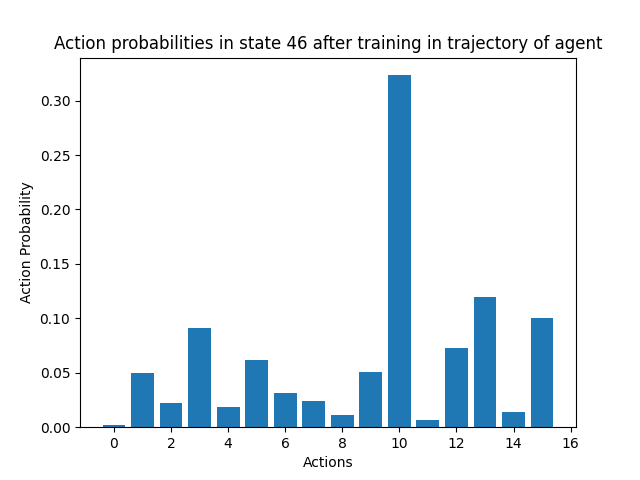 Action probabilities in state 46 after training in trajectory of agent
0.30
0.25
0.20
0.15
0.10
0.05
0.00
Action Probability
0 2 4 6 8 10 12 14 16
Actions